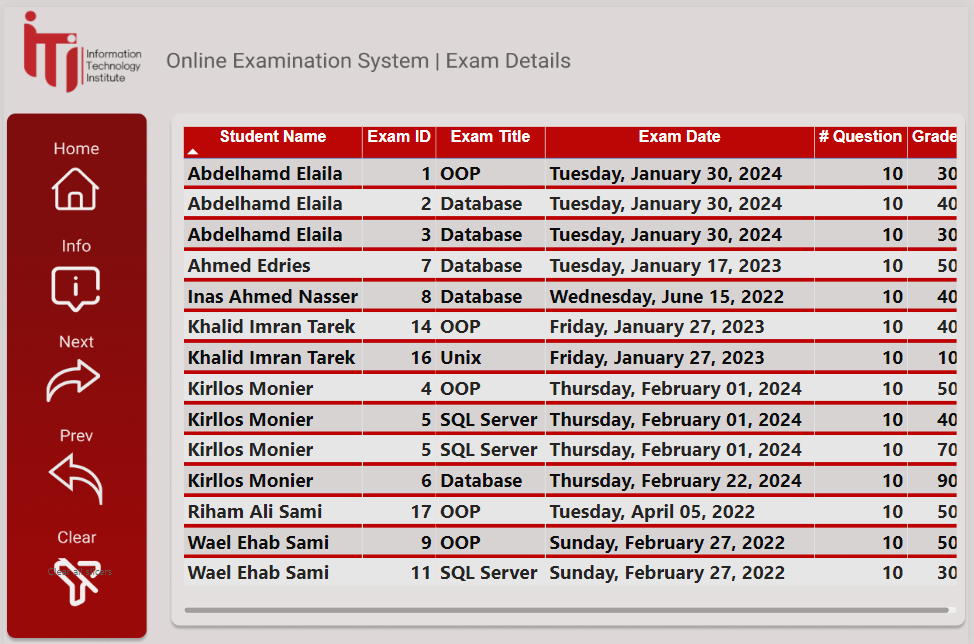 iTi
Information
Technology
Institute
Online Examination System | Exam Details
Home
Info
Next
Prev
Clear
Clear all slicers
Student Name Exam ID Exam Title Exam Date # Question Grade
Abdelhamd Elaila 1 OOP Tuesday, January 30, 2024 10 30
Abdelhamd Elaila 2 Database Tuesday, January 30, 2024 10 40
Abdelhamd Elaila 3 Database Tuesday, January 30, 2024 10 30
Ahmed Edries 7 Database Tuesday, January 17, 2023 10 50
Inas Ahmed Nasser 8 Database Wednesday, June 15, 2022 10 40
Khalid Imran Tarek 14 OOP Friday, January 27, 2023 10 40
Khalid Imran Tarek 16 Unix Friday, January 27, 2023 10 10
Kirllos Monier 4 OOP Thursday, February 01, 2024 10 50
Kirllos Monier 5 SQL Server Thursday, February 01, 2024 10 40
Kirllos Monier 5 SQL Server Thursday, February 01, 2024 10 70
Kirllos Monier 6 Database Thursday, February 22, 2024 10 90
Riham Ali Sami 17 OOP Tuesday, April 05, 2022 10 50
Wael Ehab Sami 9 OOP Sunday, February 27, 2022 10 50
Wael Ehab Sami 11 SQL Server Sunday, February 27, 2022 10 30